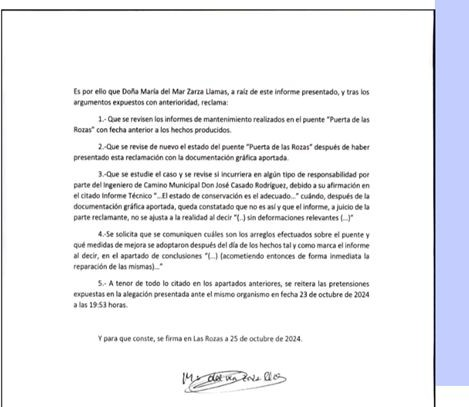 Es por ello que Doña María del Mar Zarza Llamas, a raíz de este informe presentado, y tras los
argumentos expuestos con anterioridad, reclama:
1.- Que se revisen los informes de mantenimiento realizados en el puente "Puerta de las
Rozas" con fecha anterior a los hechos producidos.
2.-Que se revise de nuevo el estado del puente "Puerta de las Rozas" después de haber
presentado esta reclamación con la documentación gráfica aportada.
3.-Que se estudie el caso y se revise si incurriera en algún tipo de responsabilidad por
parte del Ingeniero de Camino Municipal Don José Casado Rodríguez, debido a su afirmación en
el citado Informe Técnico "...El estado de conservación es el adecuado..." cuándo, después de la
documentación gráfica aportada, queda constatado que no es así y que el informe, a juicio de la
parte reclamante, no se ajusta a la realidad al decir "(..) sin deformaciones relevantes (...)"
4.-Se solicita que se comuniquen cuáles son los arreglos efectuados sobre el puente y
qué medidas de mejora se adoptaron después del día de los hechos tal y como marca el informe
al decir, en el apartado de conclusiones "(...) (acometiendo entonces de forma inmediata la
reparación de las mismas)..."
5.- A tenor de todo lo citado en los apartados anteriores, se reitera las pretensiones
expuestas en la alegación presentada ante el mismo organismo en fecha 23 de octubre de 2024
a las 19:53 horas.
Y para que conste, se firma en Las Rozas a 25 de octubre de 2024.